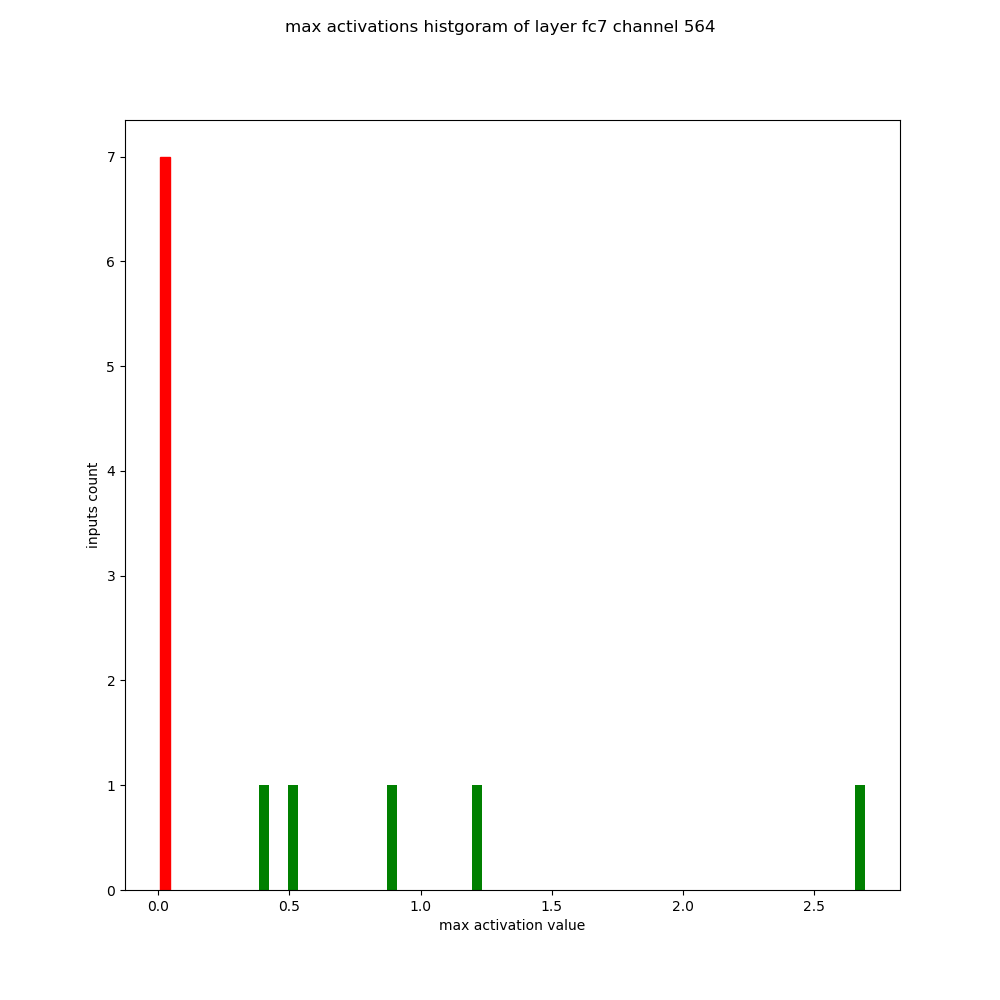 max activations histgoram of layer fc7 channel 564
7
6
5
4
3
2
1
0
inputs count
0.0 0.5 1.0 1.5 2.0 2.5
max activation value